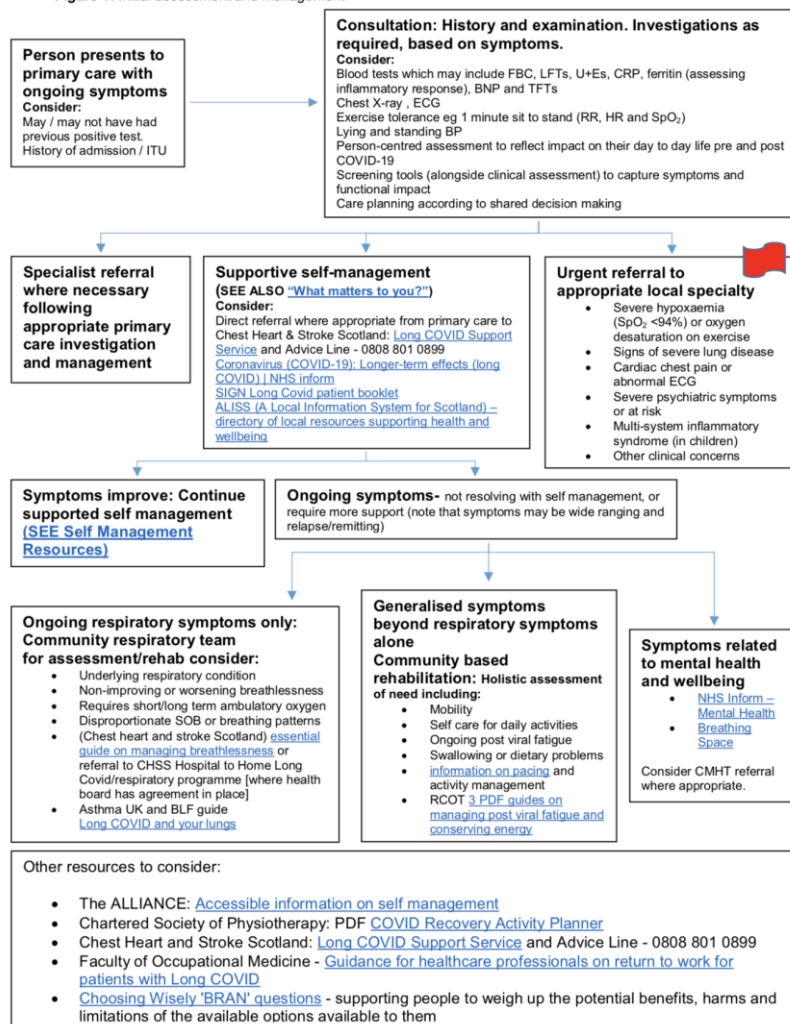 Person presents to
primary care with
ongoing symptoms
Consider:
May / may not have had
previous positive test.
History of admission / ITU
Consultation: History and examination. Investigations as
required, based on symptoms.
Consider:
Blood tests which may include FBC, LFTs, U+Es, CRP, ferritin (assessing
inflammatory response), BNP and TFTs
Chest X-ray , ECG
Exercise tolerance eg 1 minute sit to stand (RR, HR and SpO₂)
Lying and standing BP
Person-centred assessment to reflect impact on their day to day life pre and post
COVID-19
Screening tools (alongside clinical assessment) to capture symptoms and
functional impact
Care planning according to shared decision making
Specialist referral
where necessary
following
appropriate primary
care investigation
and management
Supportive self-management
(SEE ALSO “What matters to you?”)
Consider:
Direct referral where appropriate from primary care to
Chest Heart & Stroke Scotland: Long COVID Support
Service and Advice Line - 0808 801 0899
Coronavirus (COVID-19): Longer-term effects (long
COVID) | NHS inform
SIGN Long Covid patient booklet
ALISS (A Local Information System for Scotland) –
directory of local resources supporting health and
wellbeing
Urgent referral to
appropriate local specialty
• Severe hypoxaemia
(SpO₂ <94%) or oxygen
desaturation on exercise
• Signs of severe lung disease
• Cardiac chest pain or
abnormal ECG
• Severe psychiatric symptoms
or at risk
• Multi-system inflammatory
syndrome (in children)
• Other clinical concerns
Symptoms improve: Continue
supported self management
(SEE Self Management
Resources)
Ongoing symptoms- not resolving with self management, or
require more support (note that symptoms may be wide ranging and
relapse/remitting)
Ongoing respiratory symptoms only:
Community respiratory team
for assessment/rehab consider:
• Underlying respiratory condition
• Non-improving or worsening breathlessness
• Requires short/long term ambulatory oxygen
• Disproportionate SOB or breathing patterns
• (Chest heart and stroke Scotland) essential
guide on managing breathlessness or
referral to CHSS Hospital to Home Long
Covid/respiratory programme [where health
board has agreement in place]
• Asthma UK and BLF guide
Long COVID and your lungs
Generalised symptoms
beyond respiratory symptoms
alone
Community based
rehabilitation: Holistic assessment
of need including:
• Mobility
• Self care for daily activities
• Ongoing post viral fatigue
• Swallowing or dietary problems
• information on pacing and
activity management
• RCOT 3 PDF guides on
managing post viral fatigue and
conserving energy
Symptoms related
to mental health
and wellbeing
• NHS Inform –
Mental Health
• Breathing
Space
Consider CMHT referral
where appropriate.
Other resources to consider:
• The ALLIANCE: Accessible information on self management
• Chartered Society of Physiotherapy: PDF COVID Recovery Activity Planner
• Chest Heart and Stroke Scotland: Long COVID Support Service and Advice Line - 0808 801 0899
• Faculty of Occupational Medicine - Guidance for healthcare professionals on return to work for
patients with Long COVID
• Choosing Wisely 'BRAN' questions - supporting people to weigh up the potential benefits, harms and
limitations of the available options available to them